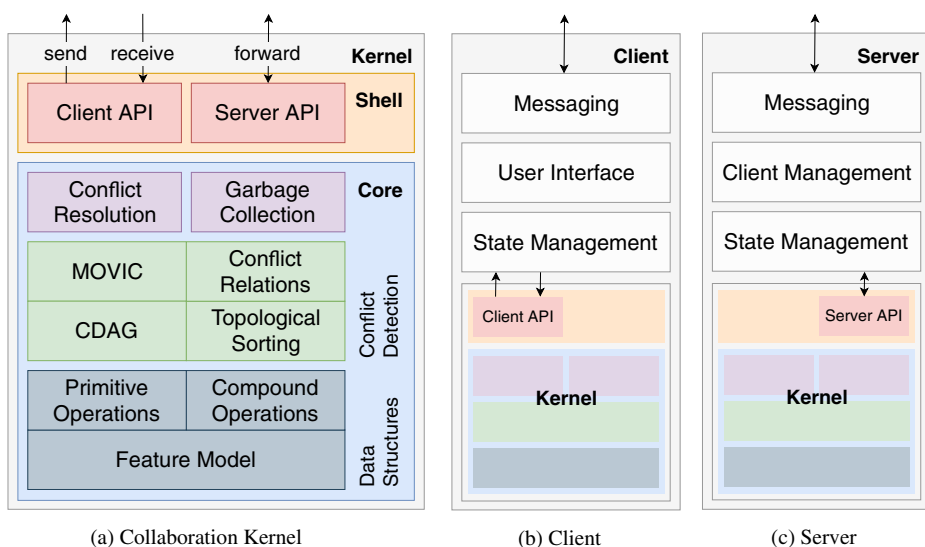 send receive forward Kernel
Client API Server API Shell
Conflict Resolution
Garbage Collection
Core
MOVIC
Conflict Relations
CDAG
Topological Sorting
Conflict Detection
Primitive Operations
Compound Operations
Feature Model
Data Structures
(a) Collaboration Kernel
Client
Messaging
User Interface
State Management
Client API
Kernel
(b) Client
Server
Messaging
Client Management
State Management
Server API
Kernel
(c) Server